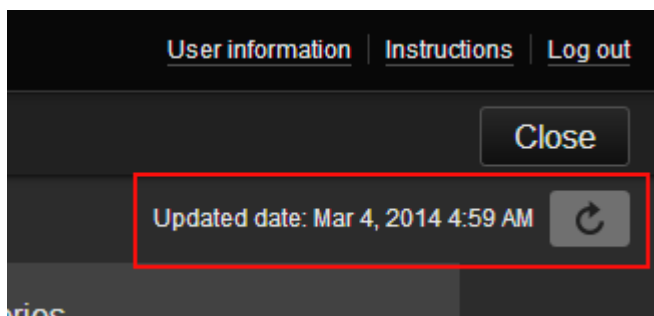 User information Instructions Log out
Close
Updated date: Mar 4, 2014 4:59 AM